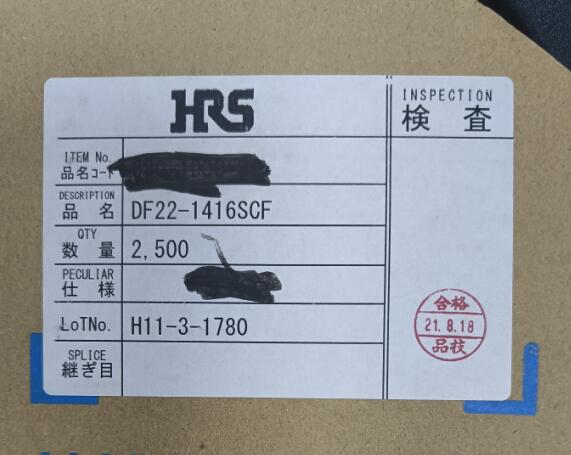 HRS
INSPECTION
検査
ITEM No.
品名コード
DESCRIPTION
品名
DF22-1416SCF
QTY
数量
2,500
PECULIAR
仕様
LoTNo.
H11-3-1780
SPLICE
継ぎ目
合格
21.8.18
品技